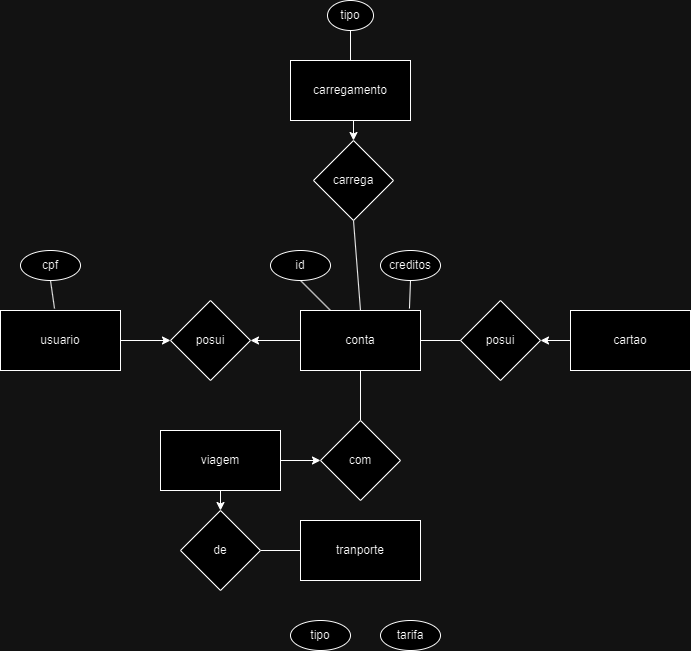 tipo
carregamento
carrega
cpf
id
creditos
usuario
posui
conta
posui
cartao
viagem
com
de
tranporte
tipo
tarifa